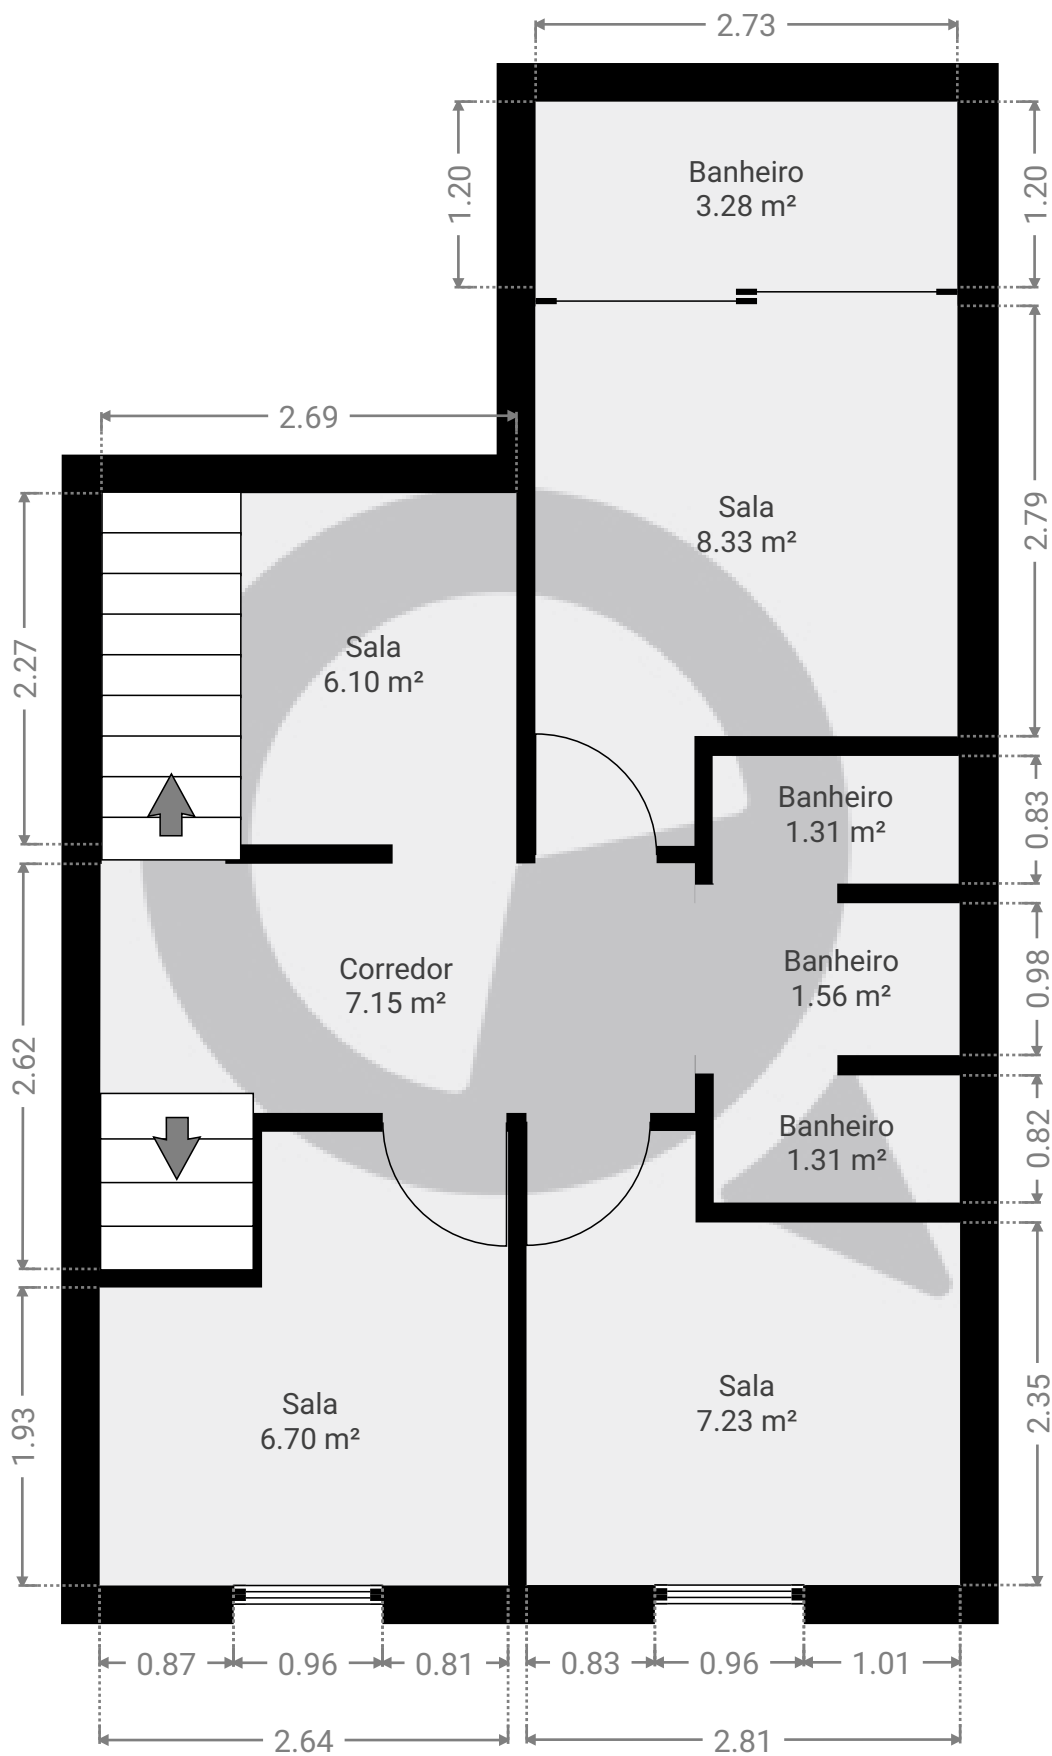 2.73
1.20
1.20
Banheiro
3.28 m²
2.69
2.79
Sala
8.33 m²
2.27
Sala
6.10 m²
Banheiro
1.31 m²
0.83
Corredor
7.15 m²
Banheiro
1.56 m²
0.98
2.62
Banheiro
1.31 m²
0.82
1.93
Sala
6.70 m²
Sala
7.23 m²
2.35
0.87
0.96
0.81
0.83
0.96
1.01
2.64
2.81